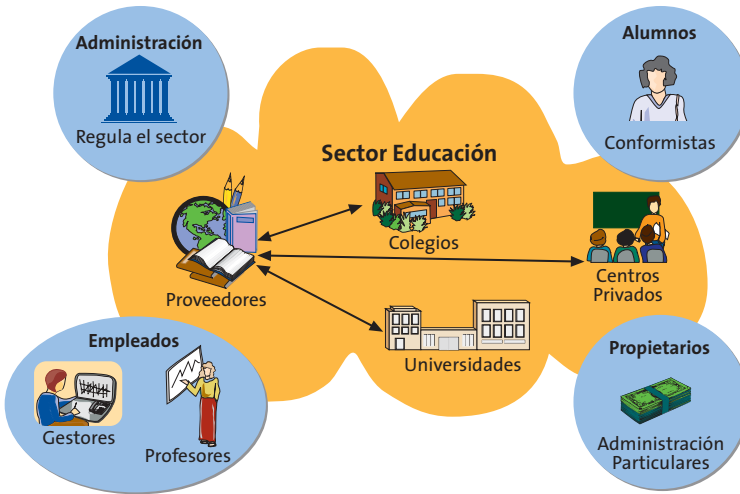 Administración
Regula el sector
Alumnos
Conformistas
Sector Educación
Colegios
Proveedores
Centros
Privados
Universidades
Empleados
Gestores
Profesores
Propietarios
Administración
Particulares